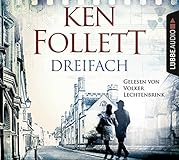 KEN
FOLLETT
DREIFACH
LÜBBE AUDIO
GELESEN VON
VOLKER
LECHTENBRINK